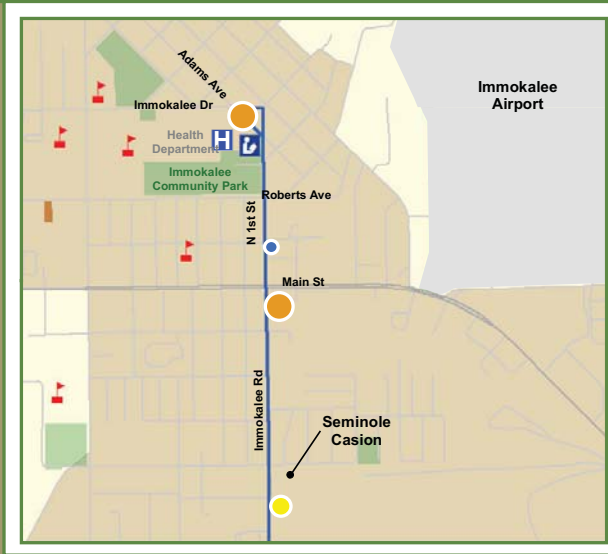 Adams Ave
Immokalee
Airport
Immokalee Dr
Health
Department
H
Immokalee
Community Park
Roberts Ave
N 1st St
Main St
Immokalee Rd
Seminole
Casion